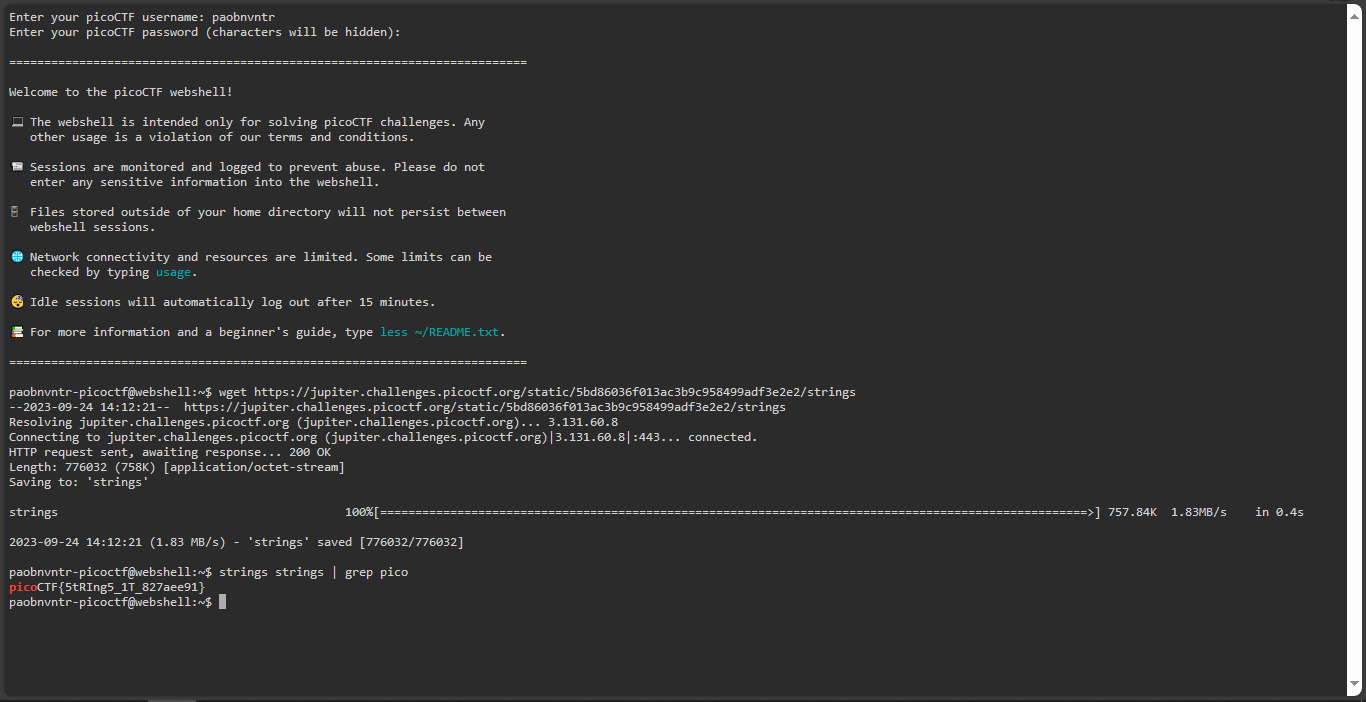 Enter your picoCTF username: paobnvntr
Enter your picoCTF password (characters will be hidden):
==========================================================================
Welcome to the picoCTF webshell!
💻 The webshell is intended only for solving picoCTF challenges. Any
other usage is a violation of our terms and conditions.
📜 Sessions are monitored and logged to prevent abuse. Please do not
enter any sensitive information into the webshell.
🗄 Files stored outside of your home directory will not persist between
webshell sessions.
🌐 Network connectivity and resources are limited. Some limits can be
checked by typing usage.
😴 Idle sessions will automatically log out after 15 minutes.
📚 For more information and a beginner's guide, type less ~/README.txt.
==========================================================================
paobnvntr-picoctf@webshell:~$ wget https://jupiter.challenges.picoctf.org/static/5bd86036f013ac3b9c958499adf3e2e2/strings
--2023-09-24 14:12:21--  https://jupiter.challenges.picoctf.org/static/5bd86036f013ac3b9c958499adf3e2e2/strings
Resolving jupiter.challenges.picoctf.org (jupiter.challenges.picoctf.org)... 3.131.60.8
Connecting to jupiter.challenges.picoctf.org (jupiter.challenges.picoctf.org)|3.131.60.8|:443... connected.
HTTP request sent, awaiting response... 200 OK
Length: 776032 (758K) [application/octet-stream]
Saving to: 'strings'
strings 100%[=====================================================================================================>] 757.84K 1.83MB/s in 0.4s
2023-09-24 14:12:21 (1.83 MB/s) - 'strings' saved [776032/776032]
paobnvntr-picoctf@webshell:~$ strings strings | grep pico
picoCTF{5tRIng5_1T_827aee91}
paobnvntr-picoctf@webshell:~$